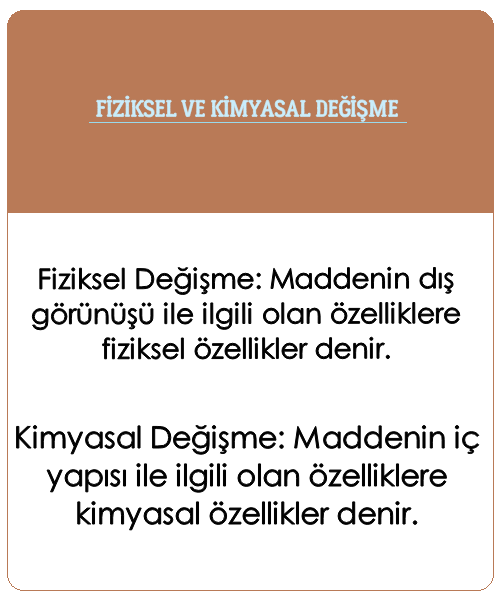 FİZİKSEL VE KİMYASAL DEĞİŞME
Fiziksel Değişme: Maddenin dış
görünüşü ile ilgili olan özelliklere
fiziksel özellikler denir.
Kimyasal Değişme: Maddenin iç
yapısı ile ilgili olan özelliklere
kimyasal özellikler denir.